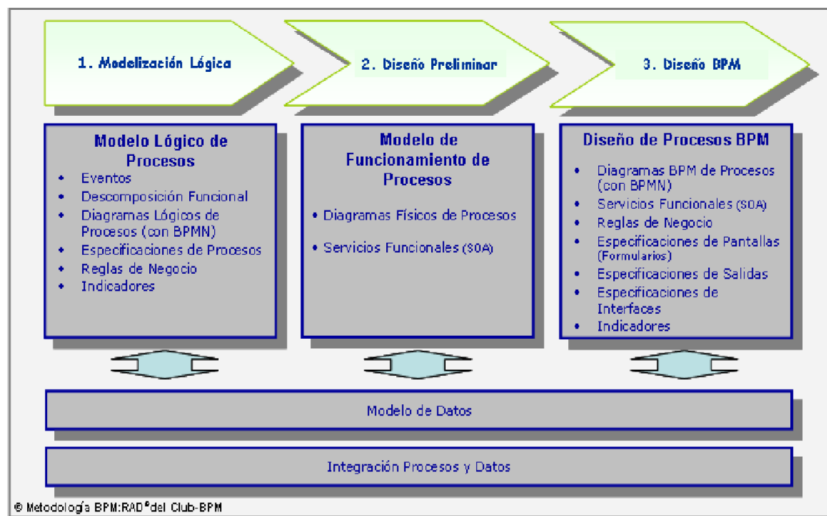 1. Modelización Lógica
2. Diseño Preliminar
3. Diseño BPM
Modelo Lógico de
Procesos
• Eventos
• Descomposición Funcional
• Diagramas Lógicos de
Procesos (con BPMN)
• Especificaciones de Procesos
• Reglas de Negocio
• Indicadores
Modelo de
Funcionamiento de
Procesos
• Diagramas Físicos de Procesos
• Servicios Funcionales (SOA)
Diseño de Procesos BPM
• Diagramas BPM de Procesos
(con BPMN)
• Servicios Funcionales (SOA)
• Reglas de Negocio
• Especificaciones de Pantallas
(Formularios)
• Especificaciones de Salidas
• Especificaciones de
Interfaces
• Indicadores
Modelo de Datos
Integración Procesos y Datos
© Metodología BPM:RAD® del Club-BPM